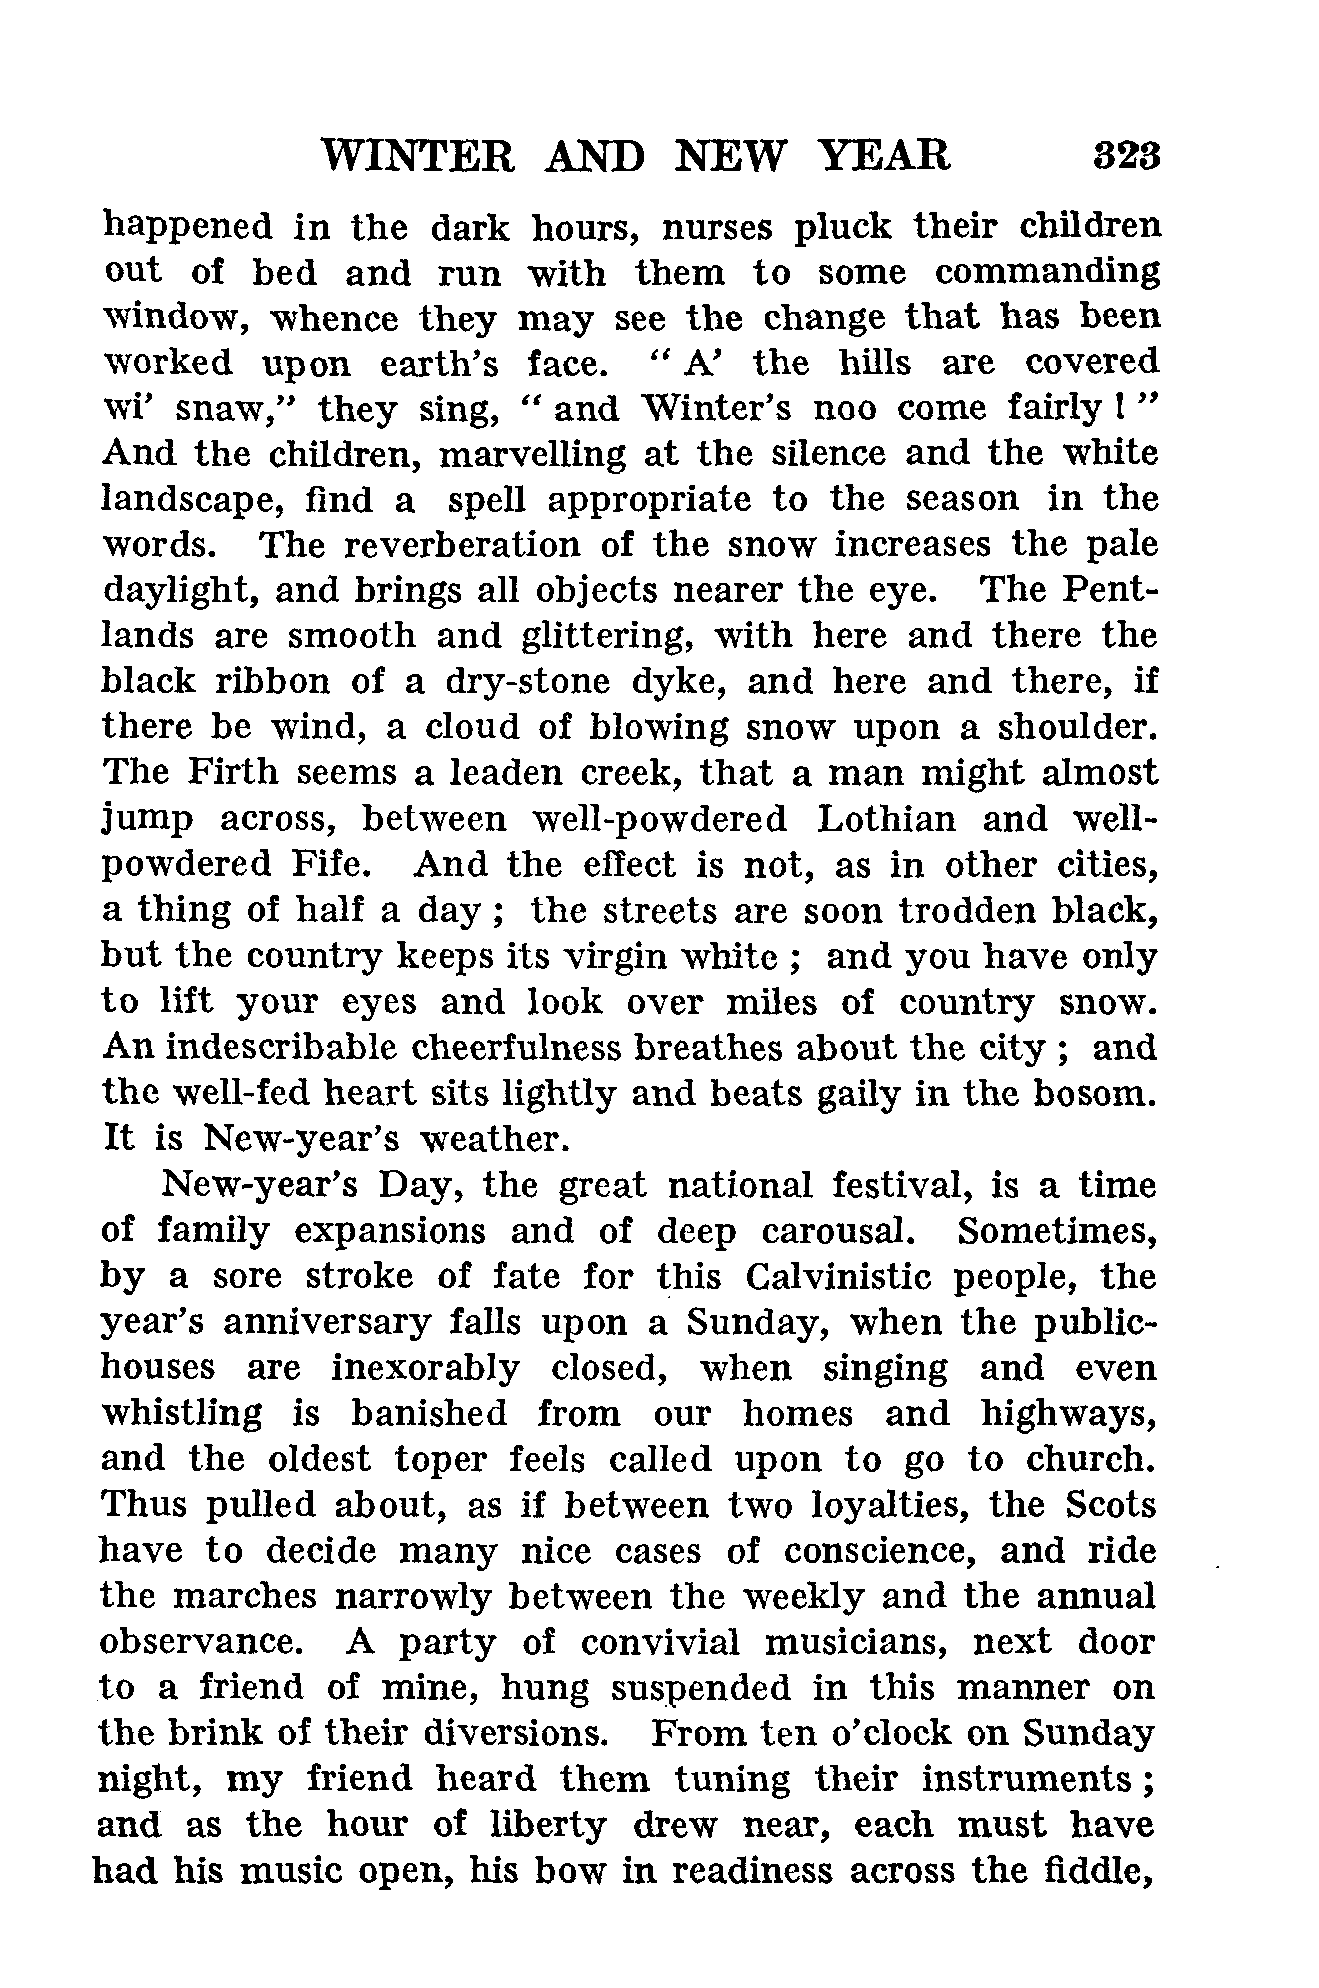 WINTER AND NEW YEAR 323
happened in the dark hours, nurses pluck their children
out of bed and run with them to some commanding
window, whence they may see the change that has been
worked upon earth's face. " A' the hills are covered
wi' snaw," they sing, " and Winter's noo come fairly ! "
And the children, marvelling at the silence and the white
landscape, find a spell appropriate to the season in the
words. The reverberation of the snow increases the pale
daylight, and brings all objects nearer the eye. The Pent-
lands are smooth and glittering, with here and there the
black ribbon of a dry-stone dyke, and here and there, if
there be wind, a cloud of blowing snow upon a shoulder.
The Firth seems a leaden creek, that a man might almost
jump across, between well-powdered Lothian and well-
powdered Fife. And the effect is not, as in other cities,
a thing of half a day ; the streets are soon trodden black,
but the country keeps its virgin white ; and you have only
to lift your eyes and look over miles of country snow.
An indescribable cheerfulness breathes about the city ; and
the well-fed heart sits lightly and beats gaily in the bosom.
It is New-year's weather.
New-year's Day, the great national festival, is a time
of family expansions and of deep carousal. Sometimes,
by a sore stroke of fate for this Calvinistic people, the
year's anniversary falls upon a Sunday, when the public-
houses are inexorably closed, when singing and even
whistling is banished from our homes and highways,
and the oldest toper feels called upon to go to church.
Thus pulled about, as if between two loyalties, the Scots
have to decide many nice cases of conscience, and ride
the marches narrowly between the weekly and the annual
observance. A party of convivial musicians, next door
to a friend of mine, hung suspended in this manner on
the brink of their diversions. From ten o'clock on Sunday
night, my friend heard them tuning their instruments ;
and as the hour of liberty drew near, each must have
had his music open, his bow in readiness across the fiddle,